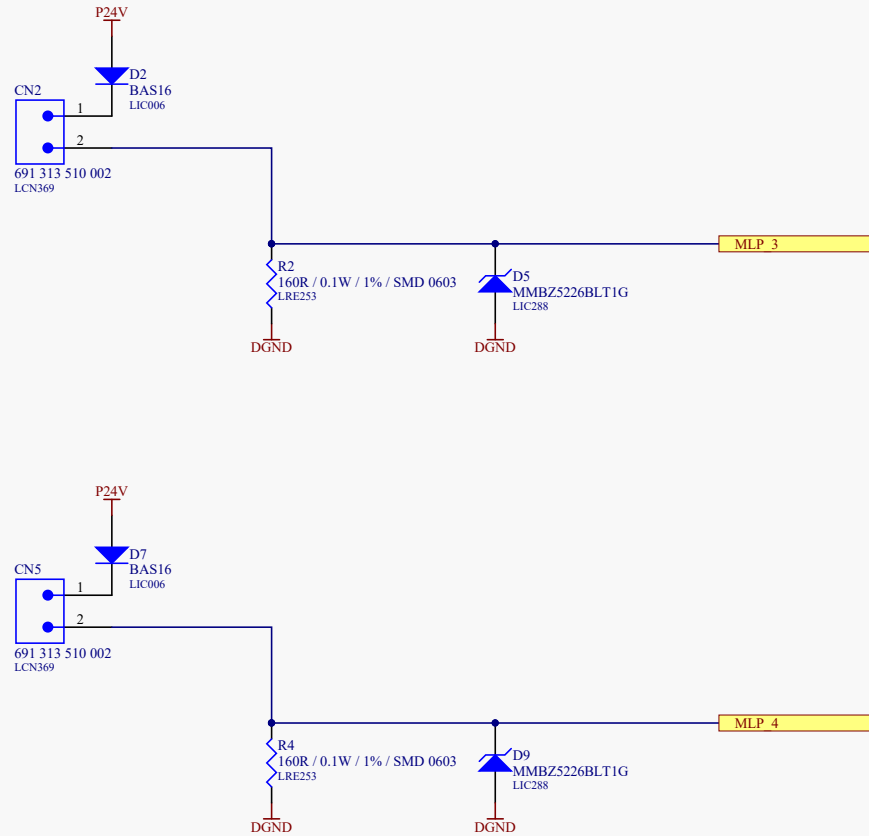 P24V
D2
BAS16
LIC006
CN2
1
2
691 313 510 002
LCN369
MLP_3
R2
160R / 0.1W / 1% / SMD 0603
LRE253
D5
MMBZ5226BLT1G
LIC288
DGND
DGND
P24V
D7
BAS16
LIC006
CN5
1
2
691 313 510 002
LCN369
MLP_4
R4
160R / 0.1W / 1% / SMD 0603
LRE253
D9
MMBZ5226BLT1G
LIC288
DGND
DGND